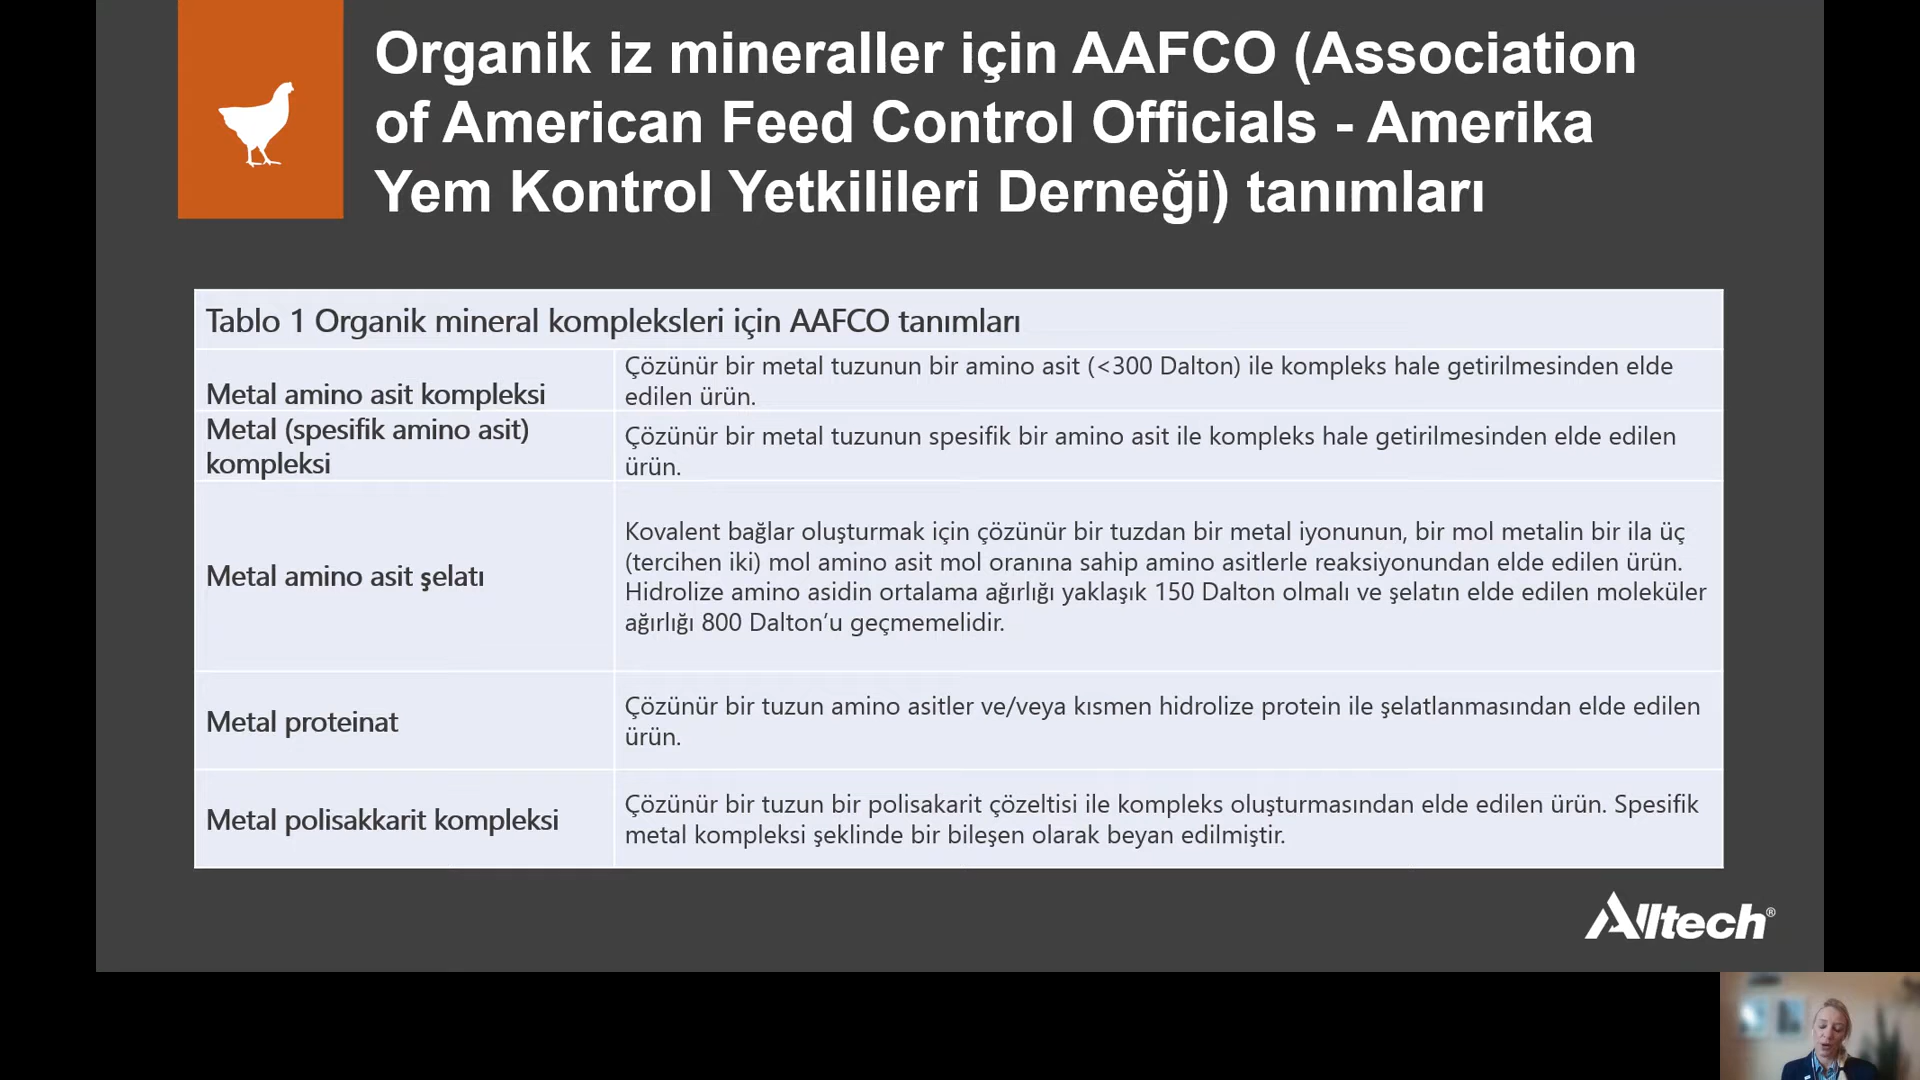 Organik iz mineraller için AAFCO (Association
of American Feed Control Officials - Amerika
Yem Kontrol Yetkilileri Derneği) tanımları
Tablo 1 Organik mineral kompleksleri için AAFCO tanımları
Metal amino asit kompleksi
Çözünür bir metal tuzunun bir amino asit (<300 Dalton) ile kompleks hale getirilmesinden elde
edilen ürün.
Metal (spesifik amino asit)
kompleksi
Çözünür bir metal tuzunun spesifik bir amino asit ile kompleks hale getirilmesinden elde edilen
ürün.
Metal amino asit şelatı
Kovalent bağlar oluşturmak için çözünür bir tuzdan bir metal iyonunun, bir mol metalin bir ila üç
(tercihen iki) mol amino asit mol oranına sahip amino asitlerle reaksiyonundan elde edilen ürün.
Hidrolize amino asidin ortalama ağırlığı yaklaşık 150 Dalton olmalı ve şelatın elde edilen moleküler
ağırlığı 800 Dalton’u geçmemelidir.
Metal proteinat
Çözünür bir tuzun amino asitler ve/veya kısmen hidrolize protein ile şelatlanmasından elde edilen
ürün.
Metal polisakkarit kompleksi
Çözünür bir tuzun bir polisakarit çözeltisi ile kompleks oluşturmasından elde edilen ürün. Spesifik
metal kompleksi şeklinde bir bileşen olarak beyan edilmiştir.
Alltech®